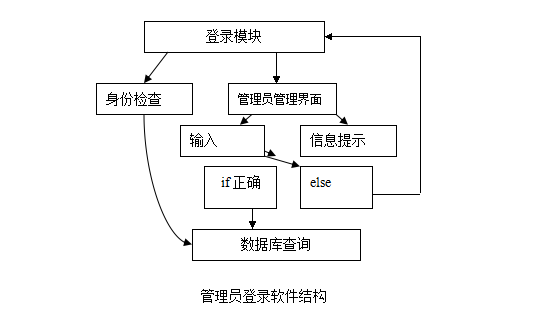 登录模块
身份检查
管理员管理界面
输入
信息提示
if 正确
else
数据库查询
管理员登录软件结构